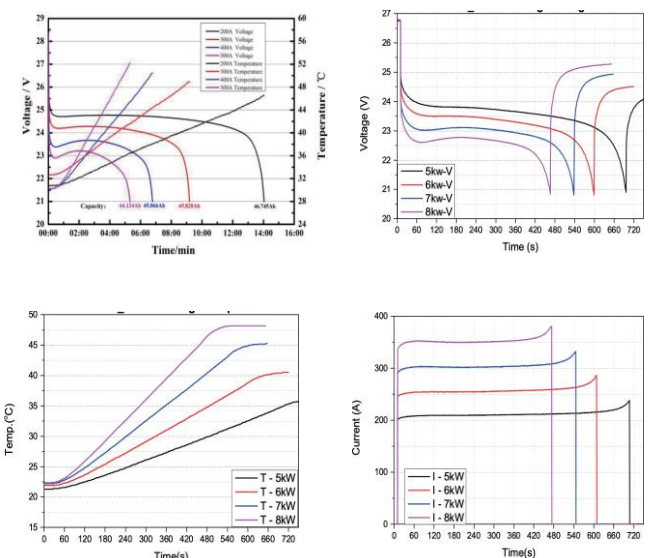 29
28
27
26
25
24
23
22
21
20
Voltage / V
60
56
52
48
44
40
36
32
28
24
Temperature / ℃
200A Voltage
300A Voltage
400A Voltage
500A Voltage
200A Temperature
300A Temperature
400A Temperature
500A Temperature
Capacity: 44.124Ah 45.066Ah 45.828Ah 46.745Ah
00:00 02:00 04:00 06:00 08:00 10:00 12:00 14:00 16:00
Time/min
27
26
25
24
23
22
21
20
Voltage (V)
5kw-V
6kw-V
7kw-V
8kw-V
0 60 120 180 240 300 360 420 480 540 600 660 720
Time (s)
50
45
40
35
30
25
20
15
Temp.(°C)
T - 5kW
T - 6kW
T - 7kW
T - 8kW
0 60 120 180 240 300 360 420 480 540 600 660 720
Time(s)
400
300
200
100
0
Current (A)
I - 5kW
I - 6kW
I - 7kW
I - 8kW
0 60 120 180 240 300 360 420 480 540 600 660 720
Time (s)